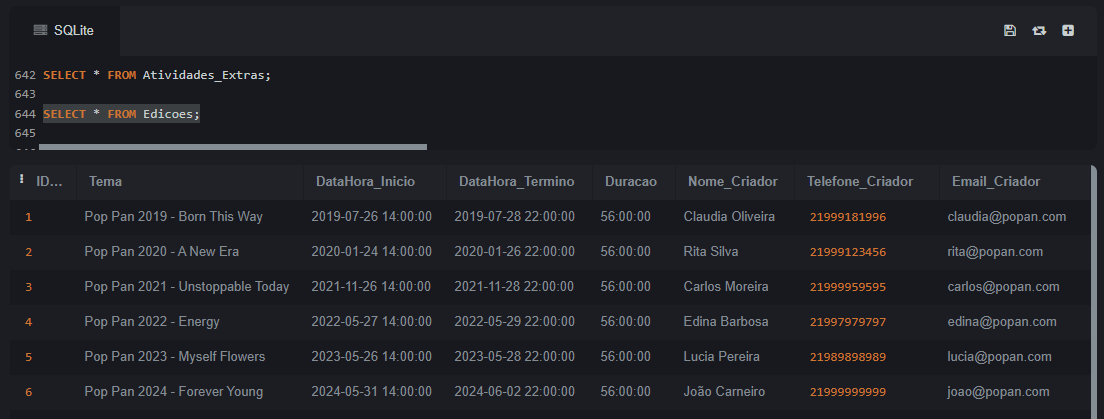 SQLite
642 SELECT * FROM Atividades_Extras;
643
644 SELECT * FROM Edicoes;
645
ID... Tema DataHora_Inicio DataHora_Termino Duracao Nome_Criador Telefone_Criador Email_Criador
1 Pop Pan 2019 - Born This Way 2019-07-26 14:00:00 2019-07-28 22:00:00 56:00:00 Claudia Oliveira 21999181996 claudia@popan.com
2 Pop Pan 2020 - A New Era 2020-01-24 14:00:00 2020-01-26 22:00:00 56:00:00 Rita Silva 21999123456 rita@popan.com
3 Pop Pan 2021 - Unstoppable Today 2021-11-26 14:00:00 2021-11-28 22:00:00 56:00:00 Carlos Moreira 21999959595 carlos@popan.com
4 Pop Pan 2022 - Energy 2022-05-27 14:00:00 2022-05-29 22:00:00 56:00:00 Edina Barbosa 21997979797 edina@popan.com
5 Pop Pan 2023 - Myself Flowers 2023-05-26 14:00:00 2023-05-28 22:00:00 56:00:00 Lucia Pereira 21989898989 lucia@popan.com
6 Pop Pan 2024 - Forever Young 2024-05-31 14:00:00 2024-06-02 22:00:00 56:00:00 João Carneiro 21999999999 joao@popan.com